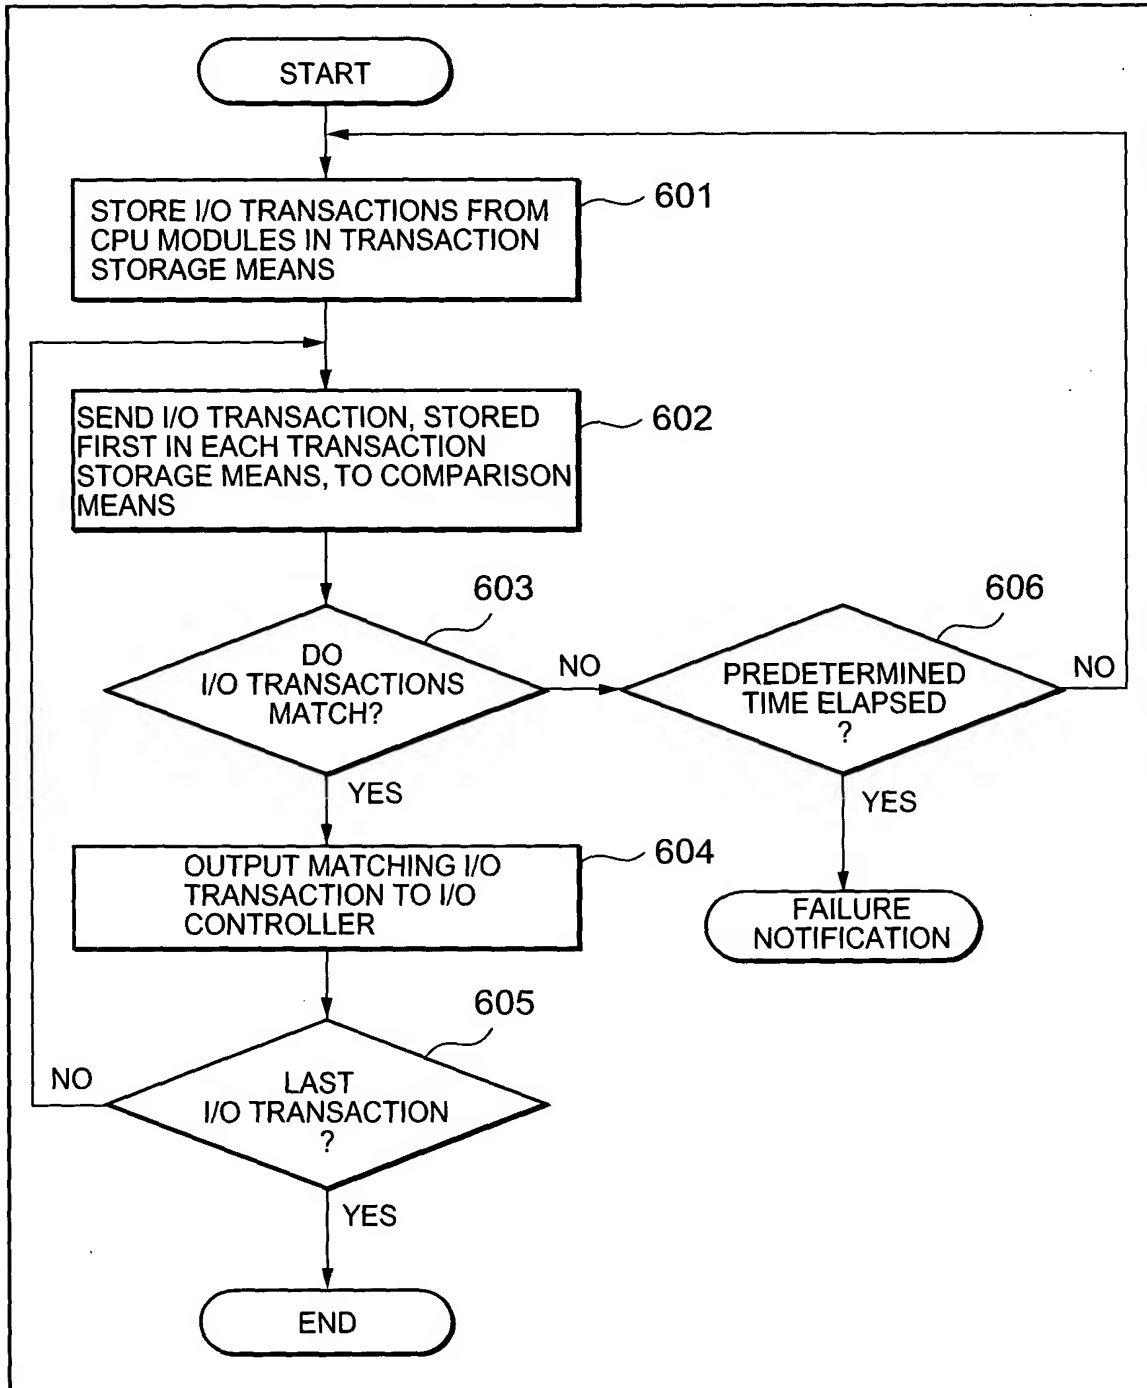 START
STORE I/O TRANSACTIONS FROM
CPU MODULES IN TRANSACTION
STORAGE MEANS
601
SEND I/O TRANSACTION, STORED
FIRST IN EACH TRANSACTION
STORAGE MEANS, TO COMPARISON
MEANS
602
DO
I/O TRANSACTIONS
MATCH?
603
NO
YES
PREDETERMINED
TIME ELAPSED
?
606
NO
YES
FAILURE
NOTIFICATION
OUTPUT MATCHING I/O
TRANSACTION TO I/O
CONTROLLER
604
LAST
I/O TRANSACTION
?
605
NO
YES
END